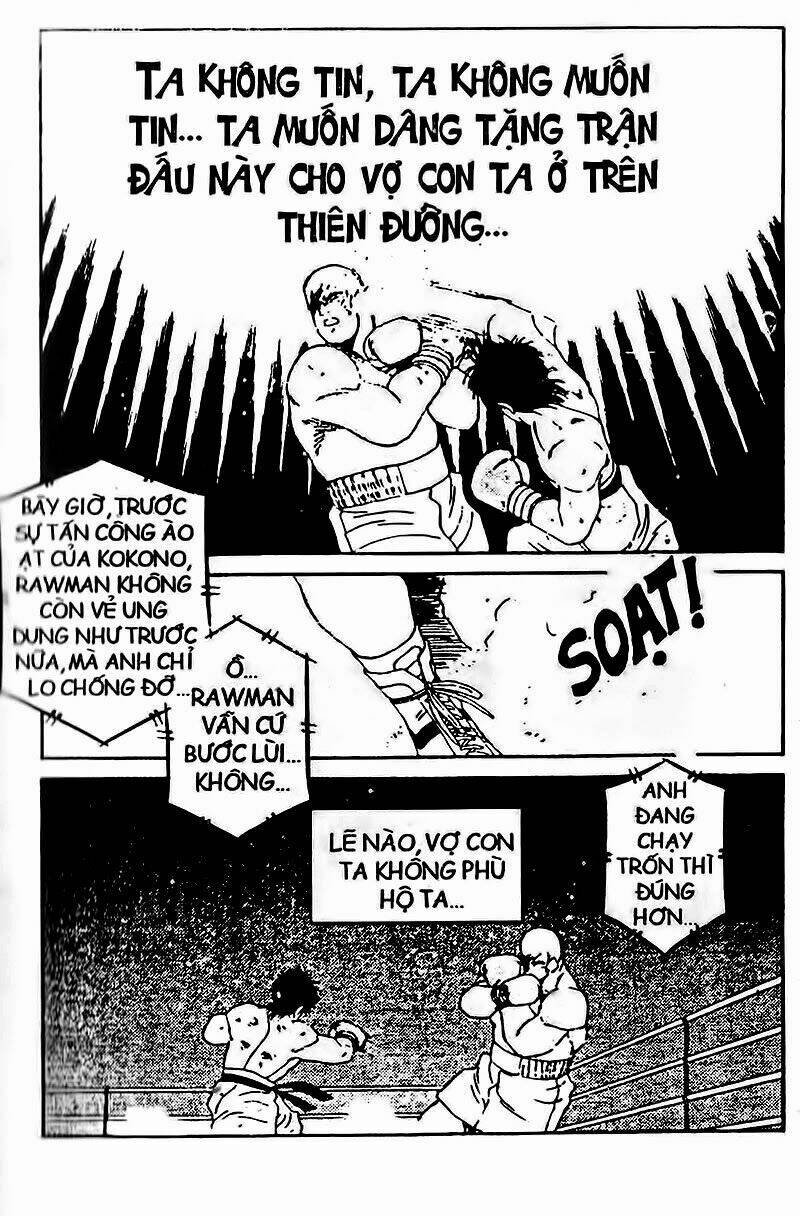 TA KHÔNG TIN, TA KHÔNG MUỐN
TIN... TA MUỐN DÂNG TẶNG TRẬN
ĐẤU NÀY CHO VỢ CON TA Ở TRÊN
THIÊN ĐƯỜNG...
BÂY GIỜ, TRƯỚC
SỰ TẤN CÔNG ÀO
ẠT CỦA KOKONO,
RAWMAN KHÔNG
CÒN VẺ UNG
DUNG NHƯ TRƯỚC
NỮA, MÀ ANH CHỈ
LO CHỐNG ĐỠ...
SOẠT!
Ồ...
RAWMAN
VẪN CỨ
BƯỚC LÙI...
KHÔNG...
LẼ NÀO, VỢ CON
TA KHÔNG PHÙ
HỘ TA...
ANH
ĐANG
CHẠY
TRỐN THÌ
ĐÚNG
HƠN...